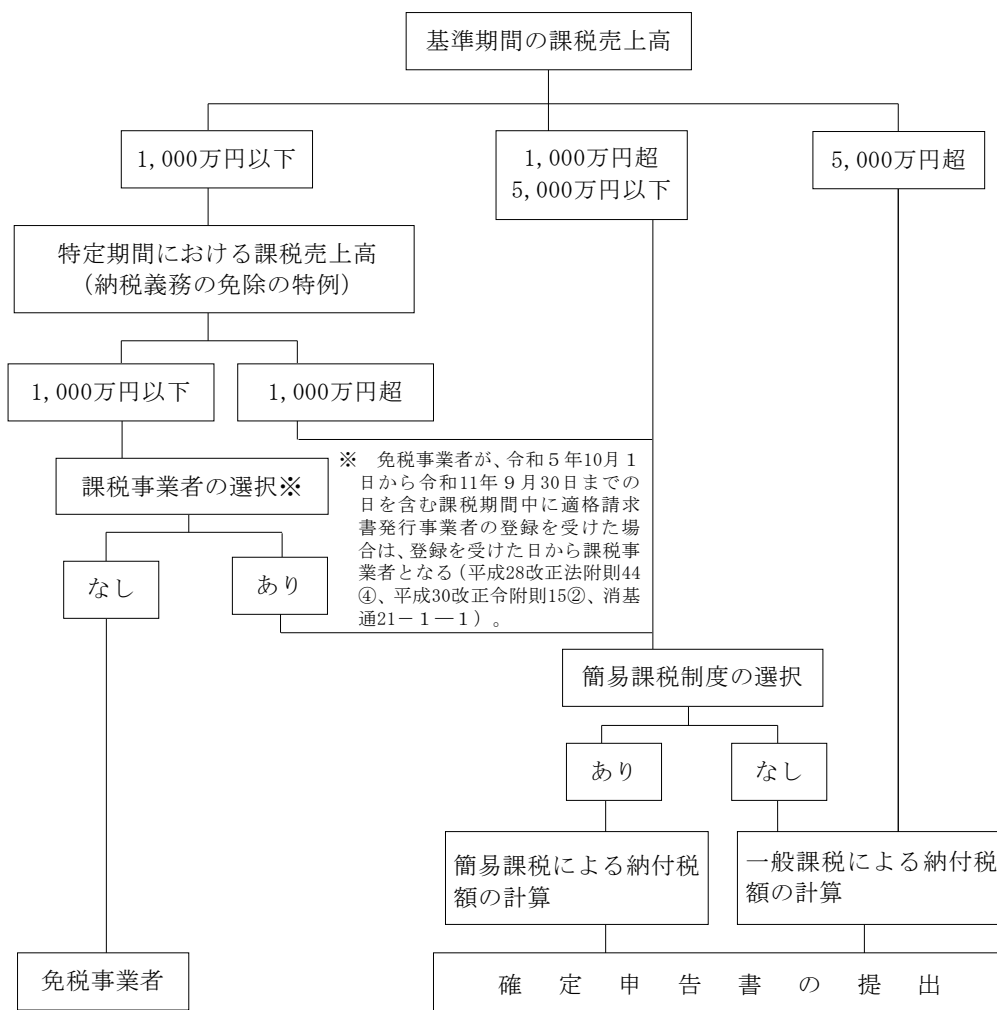 基準期間の課税売上高
1,000万円以下
1,000万円超
5,000万円以下
5,000万円超
特定期間における課税売上高
(納税義務の免除の特例)
1,000万円以下
1,000万円超
課税事業者の選択※
※ 免税事業者が、令和5年10月1
日から令和11年9月30日までの
日を含む課税期間中に適格請求
書発行事業者の登録を受けた場
合は、登録を受けた日から課税事
業者となる(平成28改正法附則44
④、平成30改正令附則15②、消基
通21-1-1)。
なし
あり
簡易課税制度の選択
あり
なし
簡易課税による納付税
額の計算
一般課税による納付税
額の計算
免税事業者
確定申告書の提出